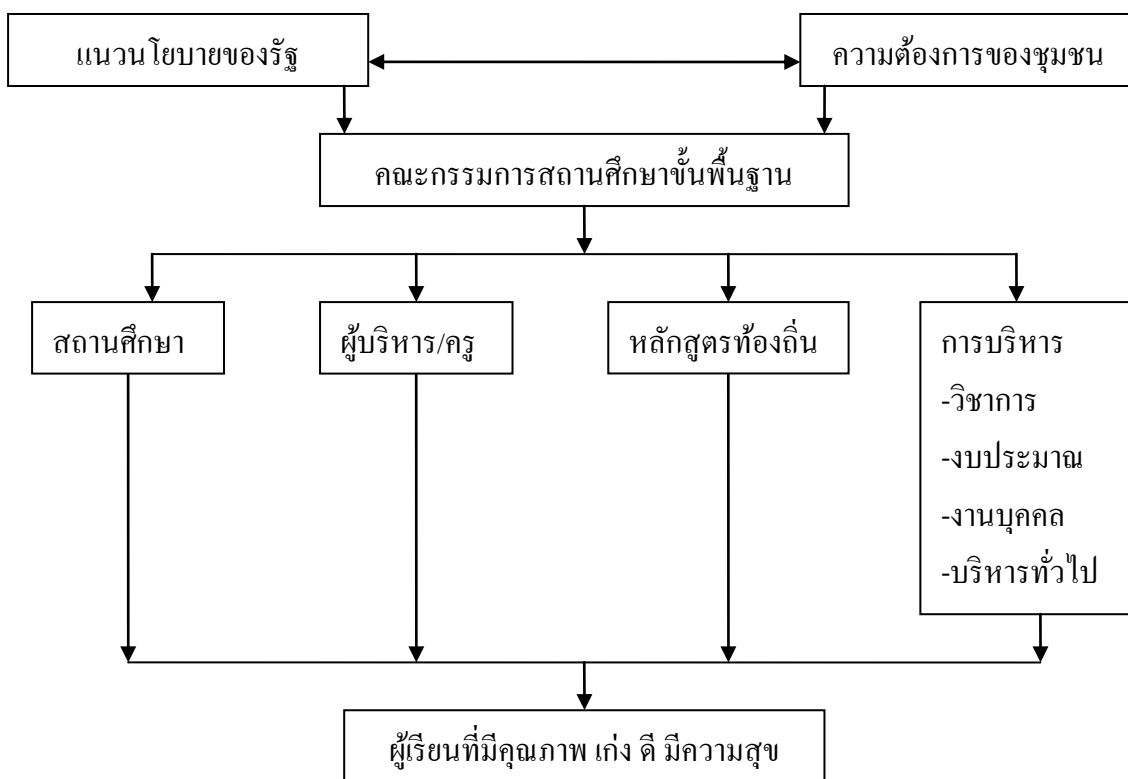 แนวนโยบายของรัฐ
ความต้องการของชุมชน
คณะกรรมการสถานศึกษาขั้นพื้นฐาน
สถานศึกษา
ผู้บริหาร/ครู
หลักสูตรท้องถิ่น
การบริหาร
-วิชาการ
-งบประมาณ
-งานบุคคล
-บริหารทั่วไป
ผู้เรียนที่มีคุณภาพ เก่ง ดี มีความสุข